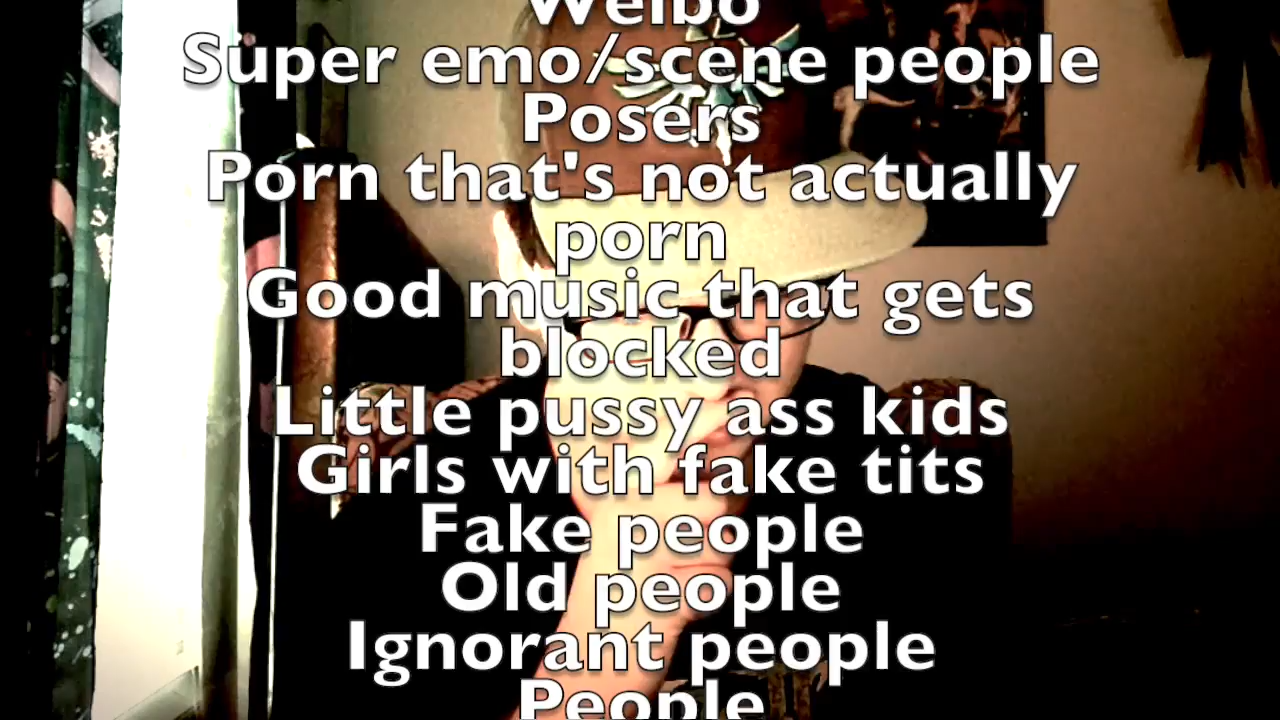 Weibo
Super emo/scene people
Posers
Porn that's not actually
porn
Good music that gets
blocked
Little pussy ass kids
Girls with fake tits
Fake people
Old people
Ignorant people
People